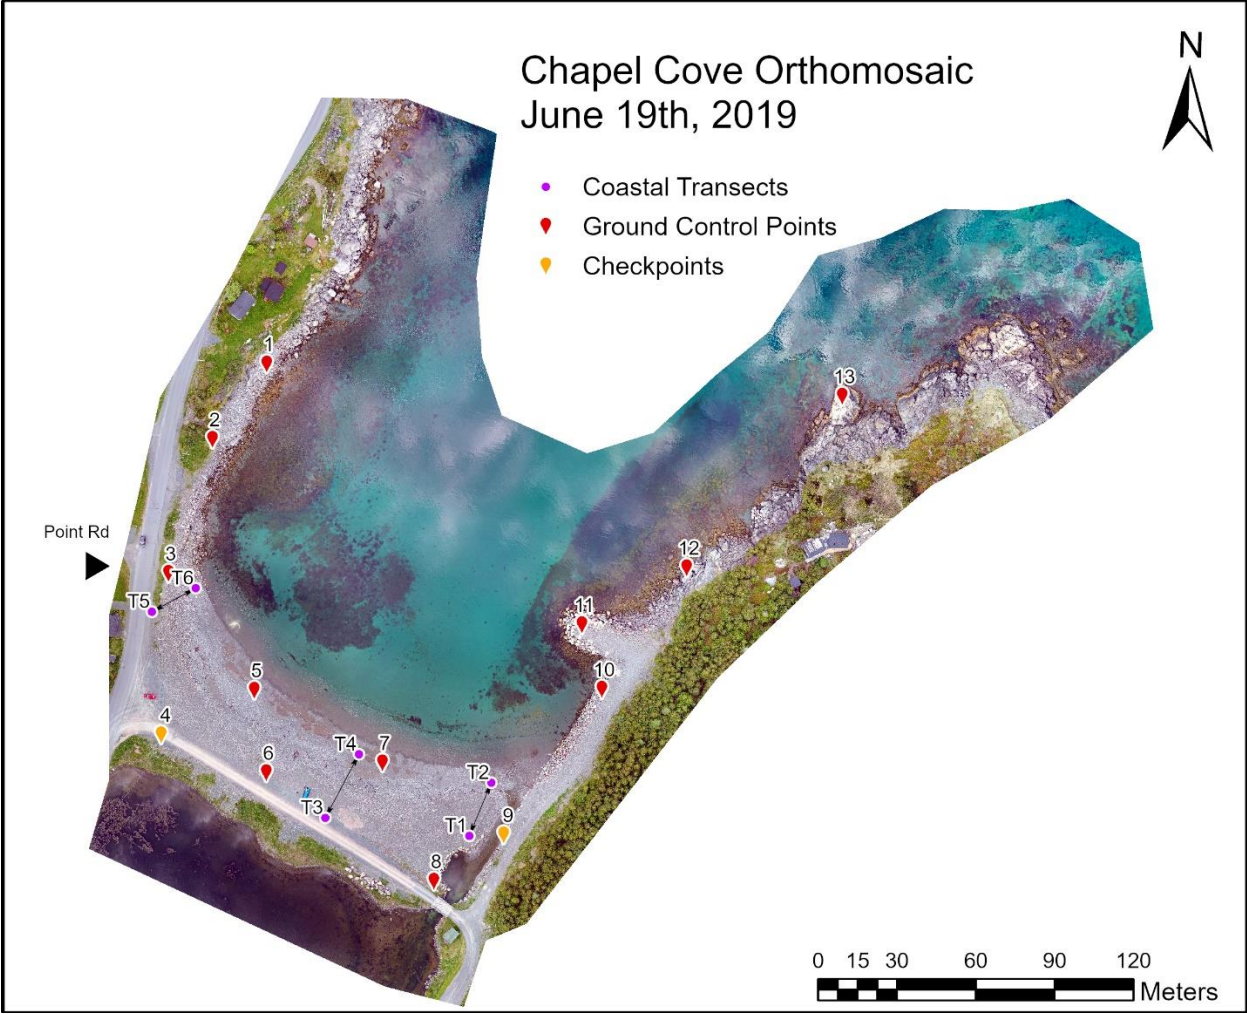 N
Chapel Cove Orthomosaic
June 19th, 2019
Coastal Transects
Ground Control Points
Checkpoints
1
13
2
Point Rd
3
T6
T5
12
11
10
5
4
T4
7
6
T2
T3
T1
9
8
0 15 30 60 90 120
Meters